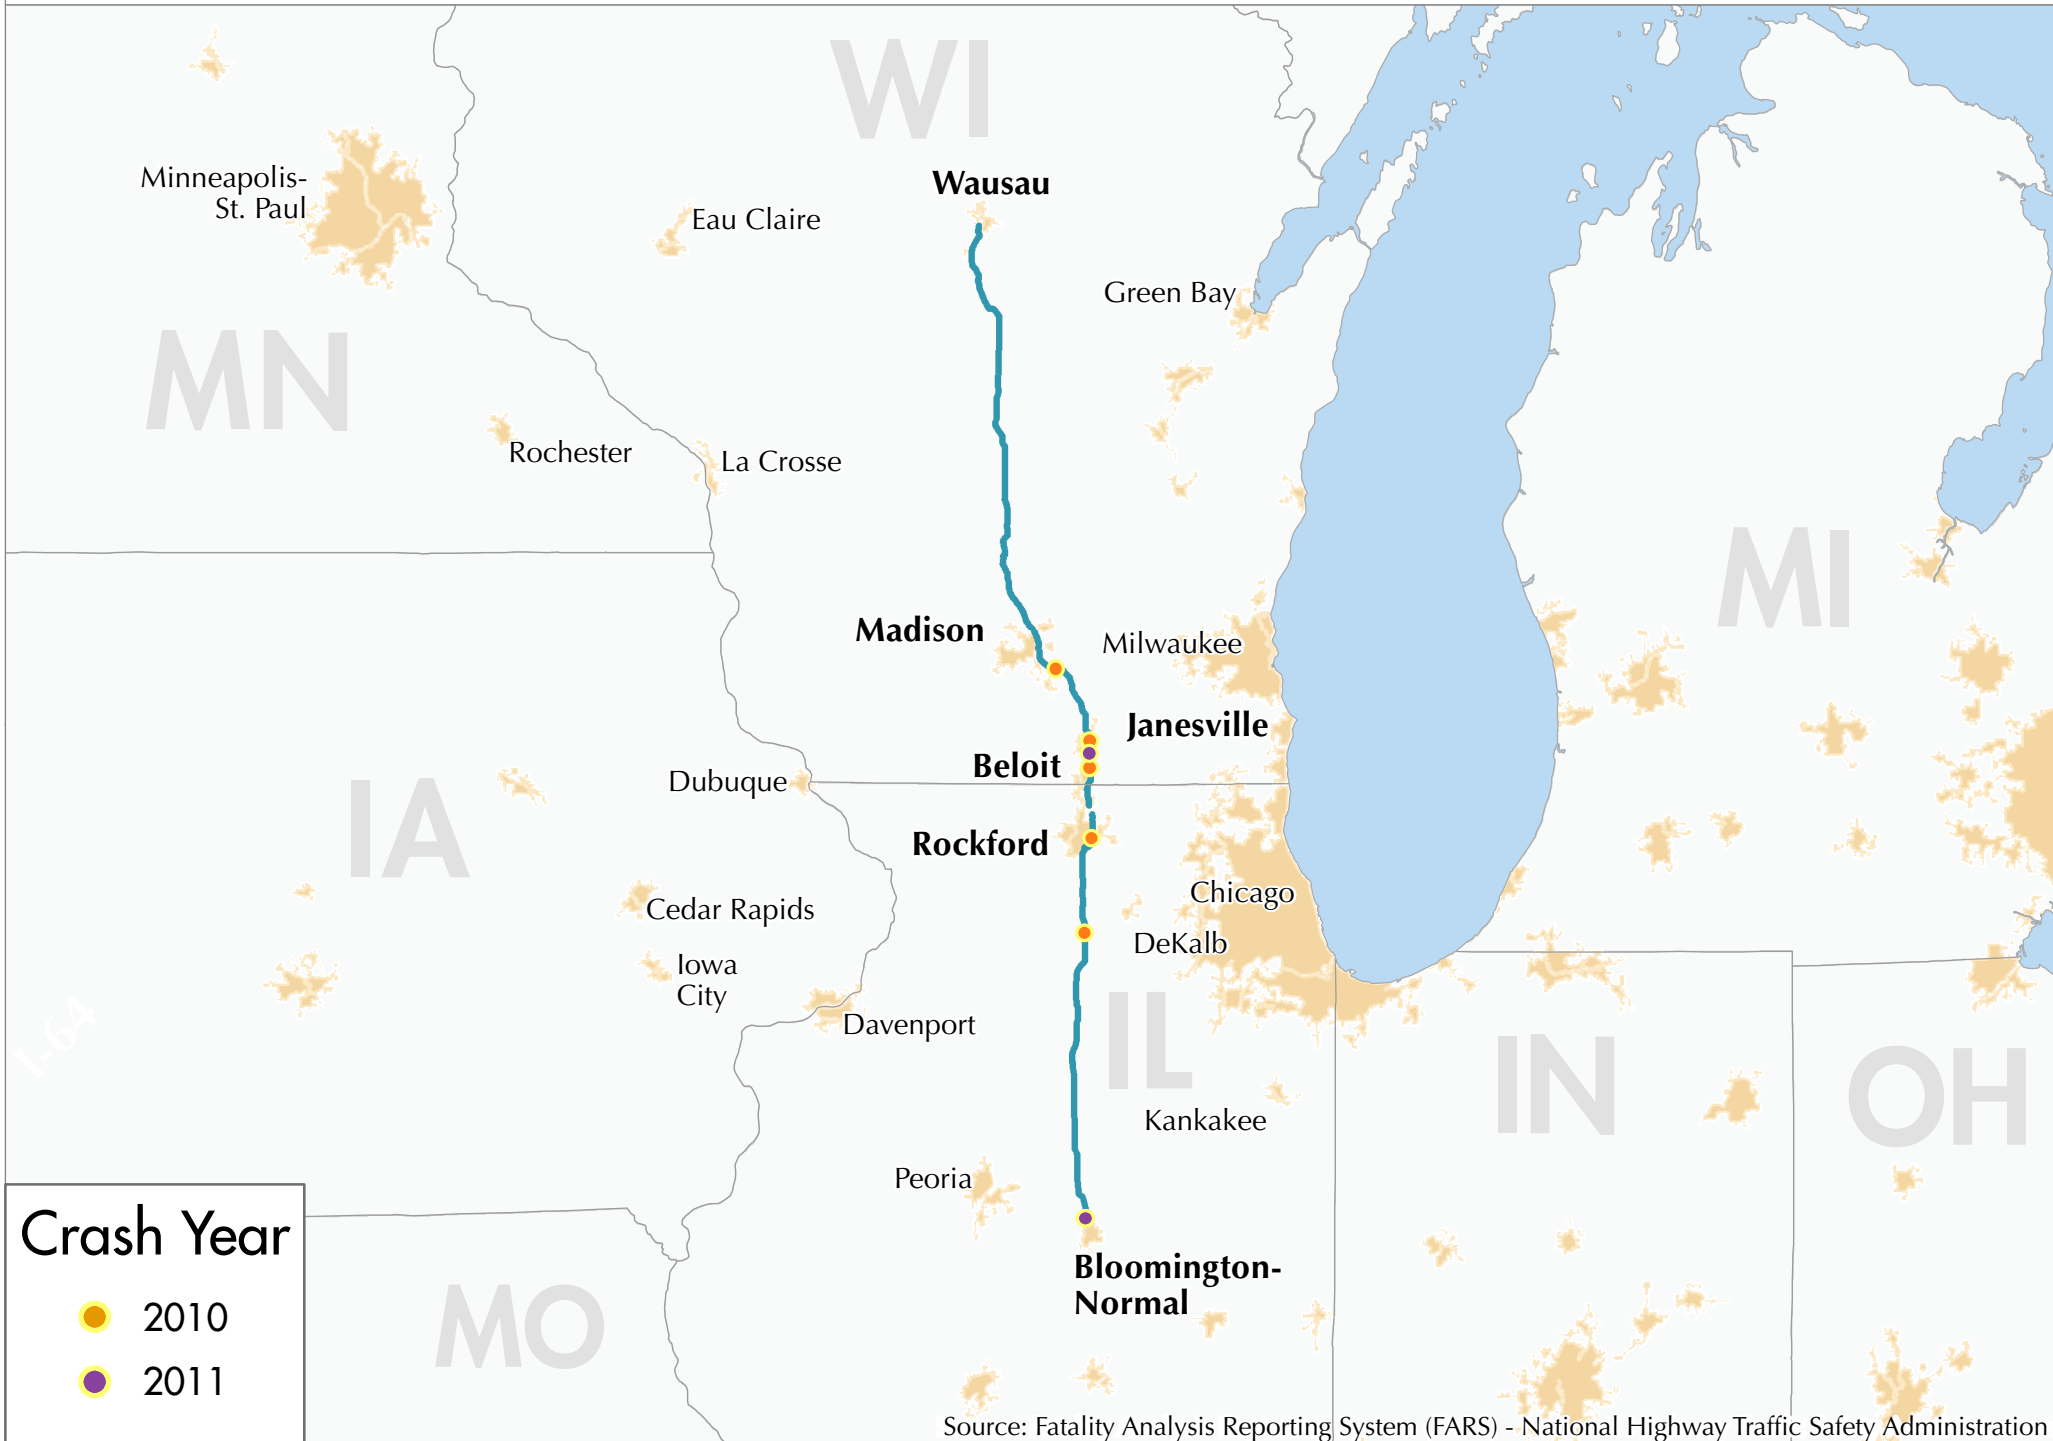 WI
Wausau
Minneapolis-
St. Paul
Eau Claire
Green Bay
MN
Rochester
La Crosse
MI
Madison
Milwaukee
Janesville
Beloit
Dubuque
IA
Rockford
Chicago
Cedar Rapids
DeKalb
Iowa
City
I-64
Davenport
IL
IN
OH
Kankakee
Peoria
Bloomington-
Normal
MO
Crash Year
2010
2011
Source: Fatality Analysis Reporting System (FARS) - National Highway Traffic Safety Administration